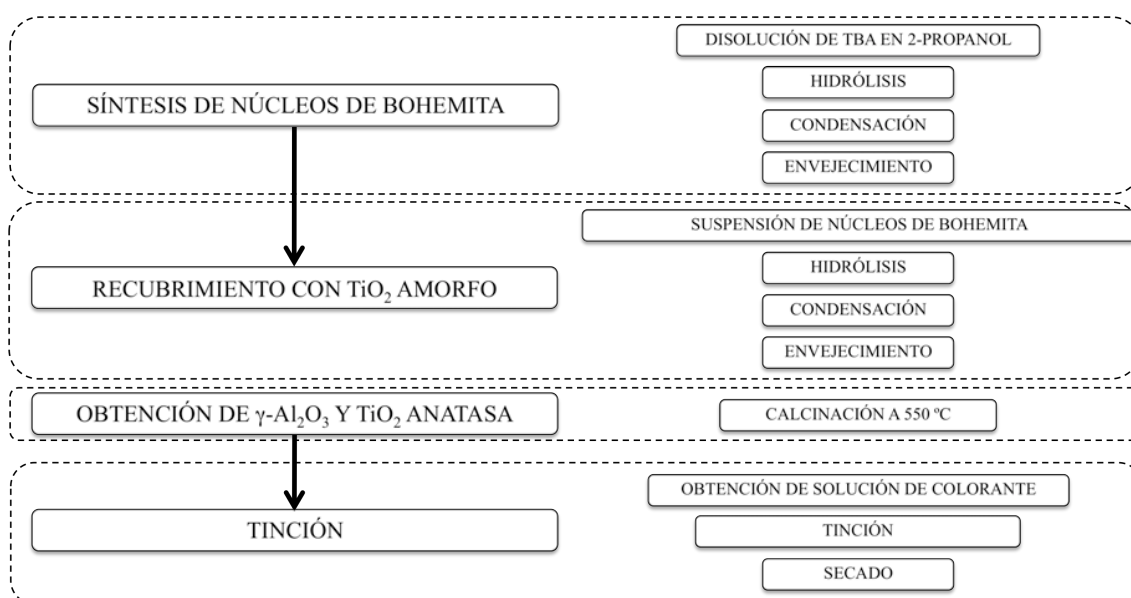 DISOLUCIÓN DE TBA EN 2-PROPANOL
SÍNTESIS DE NÚCLEOS DE BOHEMITA
HIDRÓLISIS
CONDENSACIÓN
ENVEJECIMIENTO
SUSPENSIÓN DE NÚCLEOS DE BOHEMITA
RECUBRIMIENTO CON TiO₂ AMORFO
HIDRÓLISIS
CONDENSACIÓN
ENVEJECIMIENTO
OBTENCIÓN DE γ-Al₂O₃ Y TiO₂ ANATASA
CALCINACIÓN A 550 ºC
OBTENCIÓN DE SOLUCIÓN DE COLORANTE
TINCIÓN
TINCIÓN
SECADO